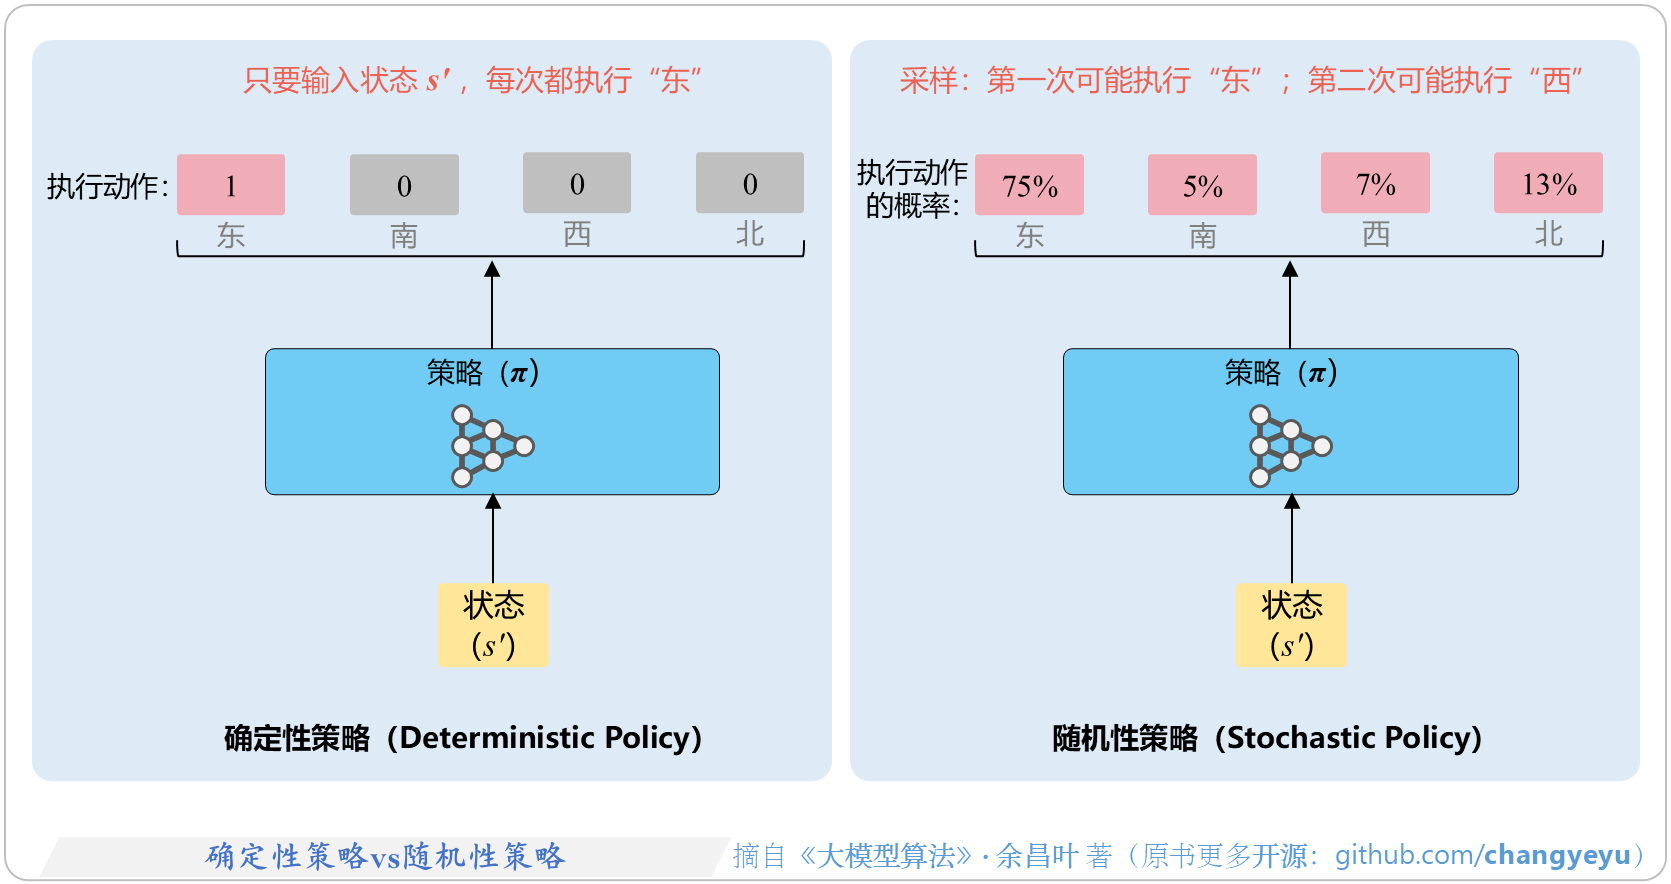 只要输入状态 s′，每次都执行“东”
执行动作：
1
0
0
0
东
南
西
北
策略（π）
状态
（s′）
确定性策略（Deterministic Policy）
采样：第一次可能执行“东”；第二次可能执行“西”
执行动作
的概率：
75%
5%
7%
13%
东
南
西
北
策略（π）
状态
（s′）
随机性策略（Stochastic Policy）
确定性策略vs随机性策略
摘自《大模型算法》· 余昌叶 著（原书更多开源：github.com/changyeyu）